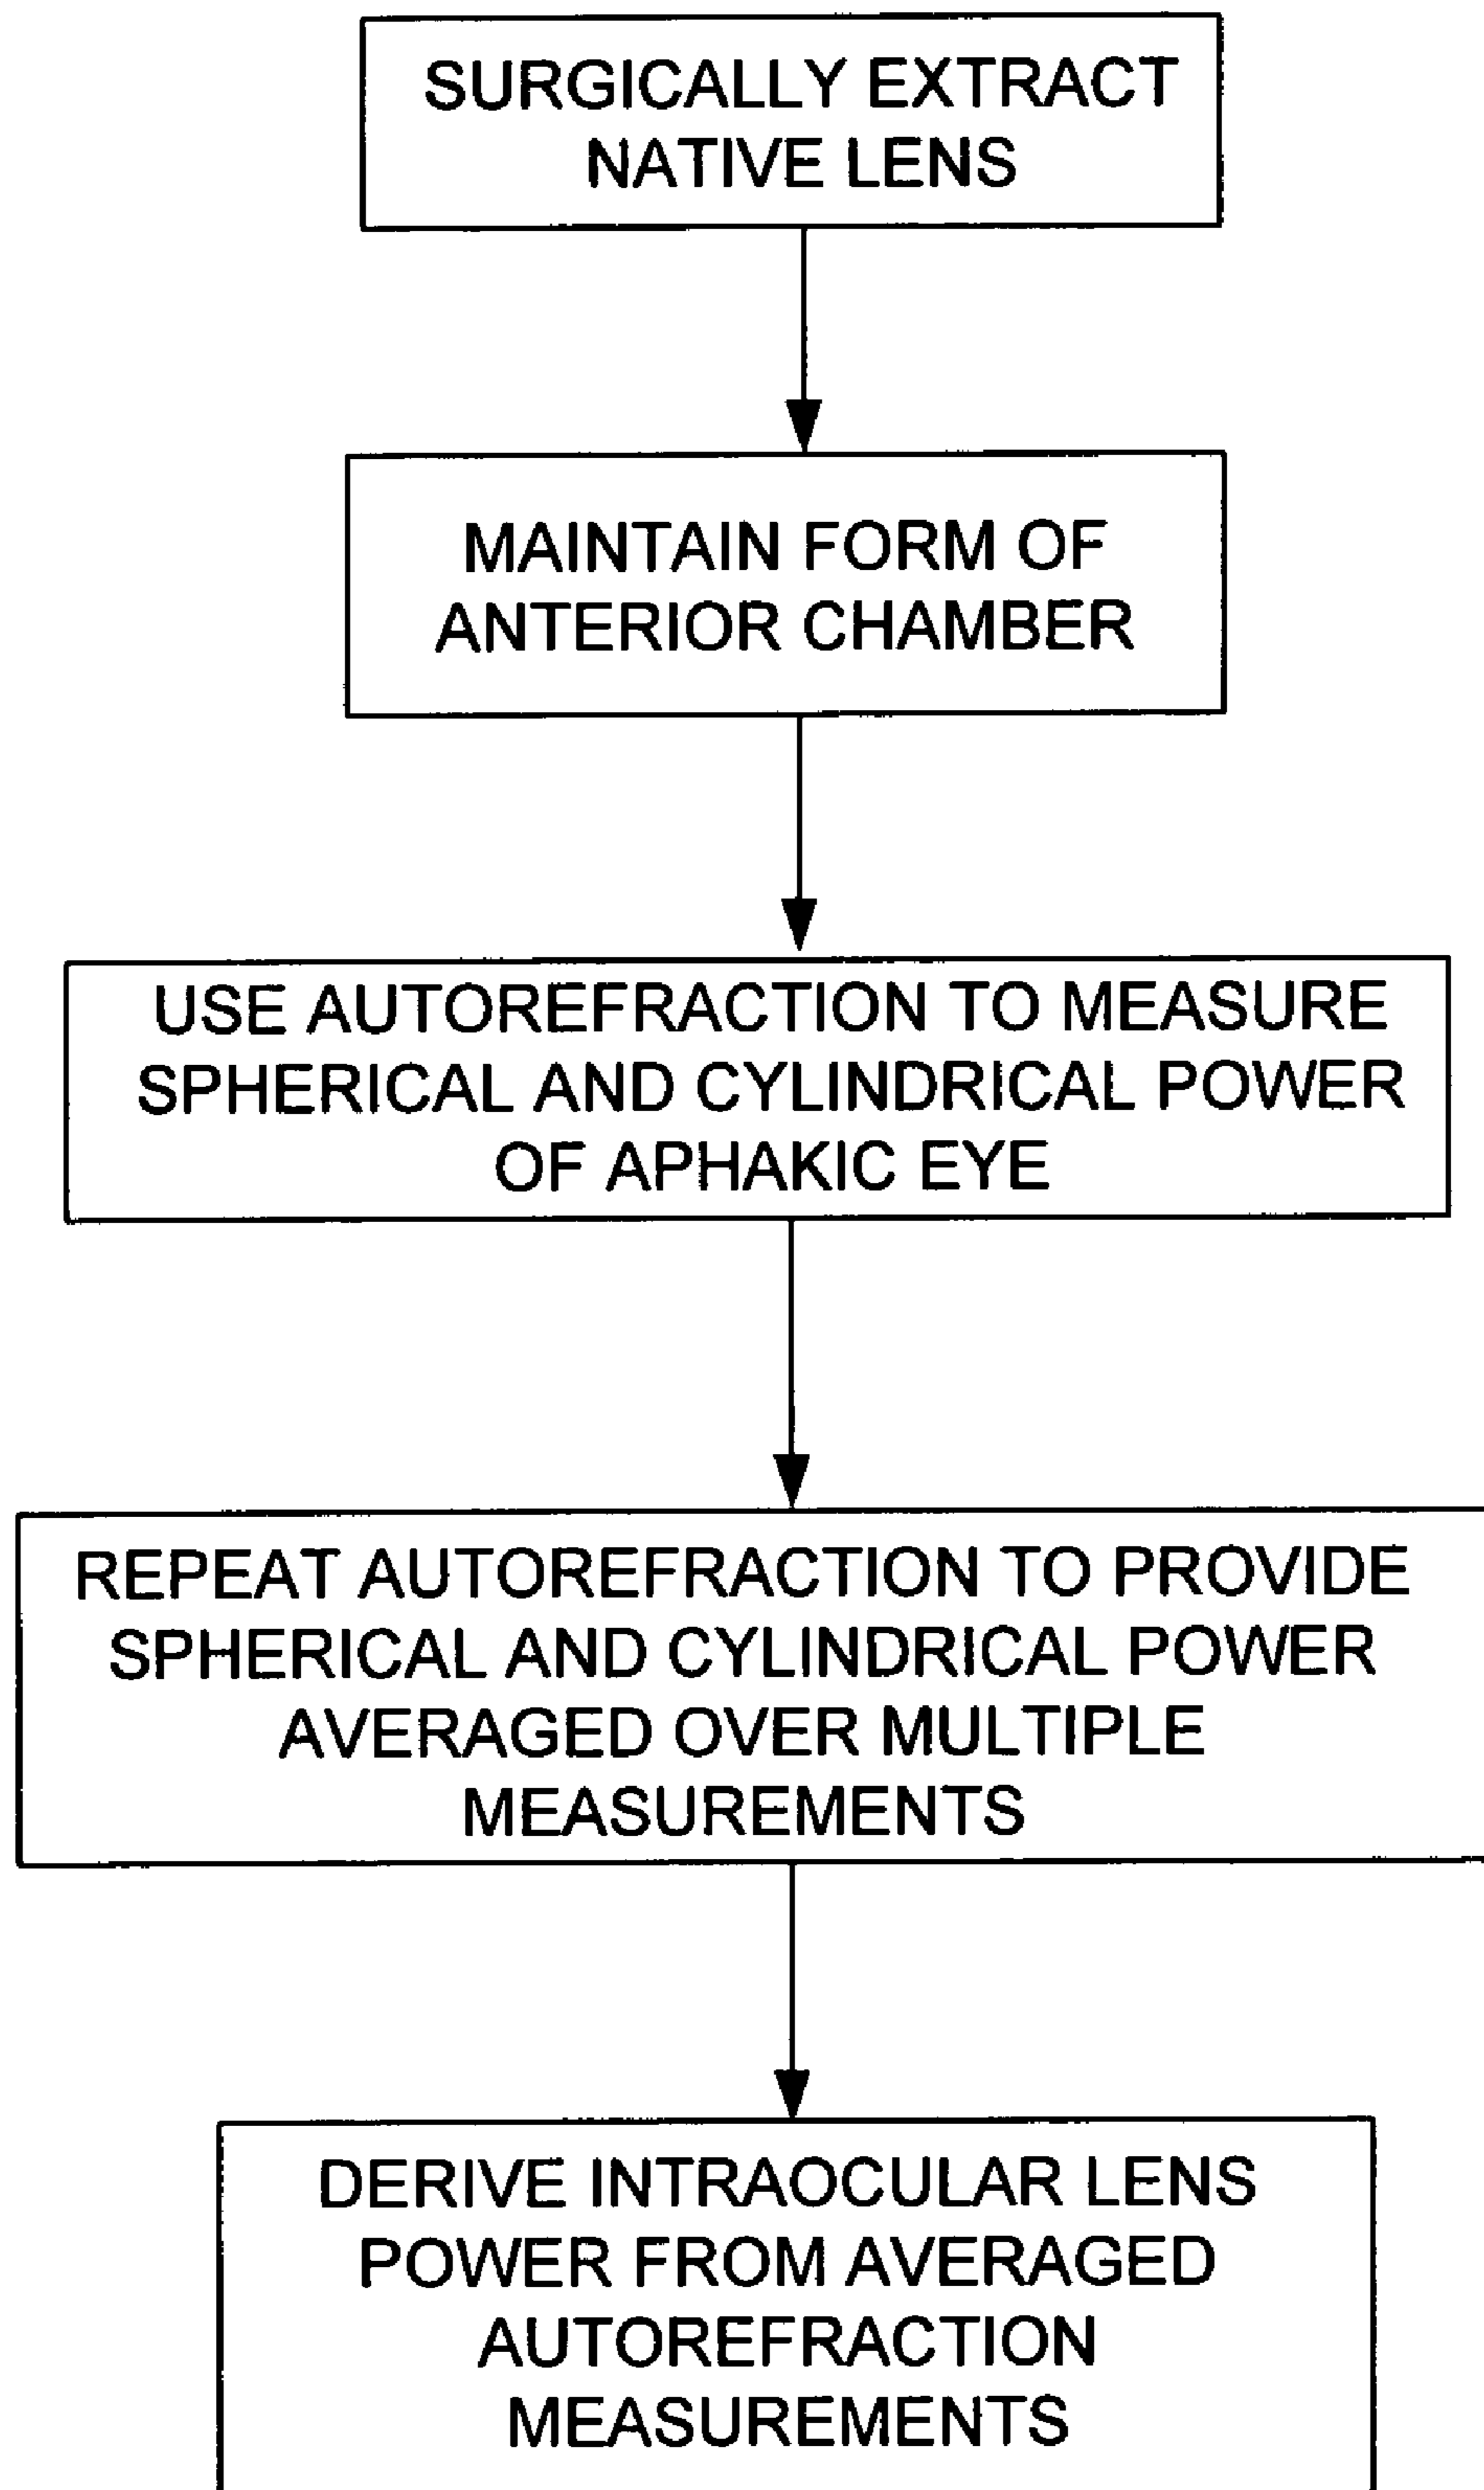 SURGICALLY EXTRACT
NATIVE LENS
MAINTAIN FORM OF
ANTERIOR CHAMBER
USE AUTOREFRACTION TO MEASURE
SPHERICAL AND CYLINDRICAL POWER
OF APHAKIC EYE
REPEAT AUTOREFRACTION TO PROVIDE
SPHERICAL AND CYLINDRICAL POWER
AVERAGED OVER MULTIPLE
MEASUREMENTS
DERIVE INTRAOCULAR LENS
POWER FROM AVERAGED
AUTOREFRACTION
MEASUREMENTS